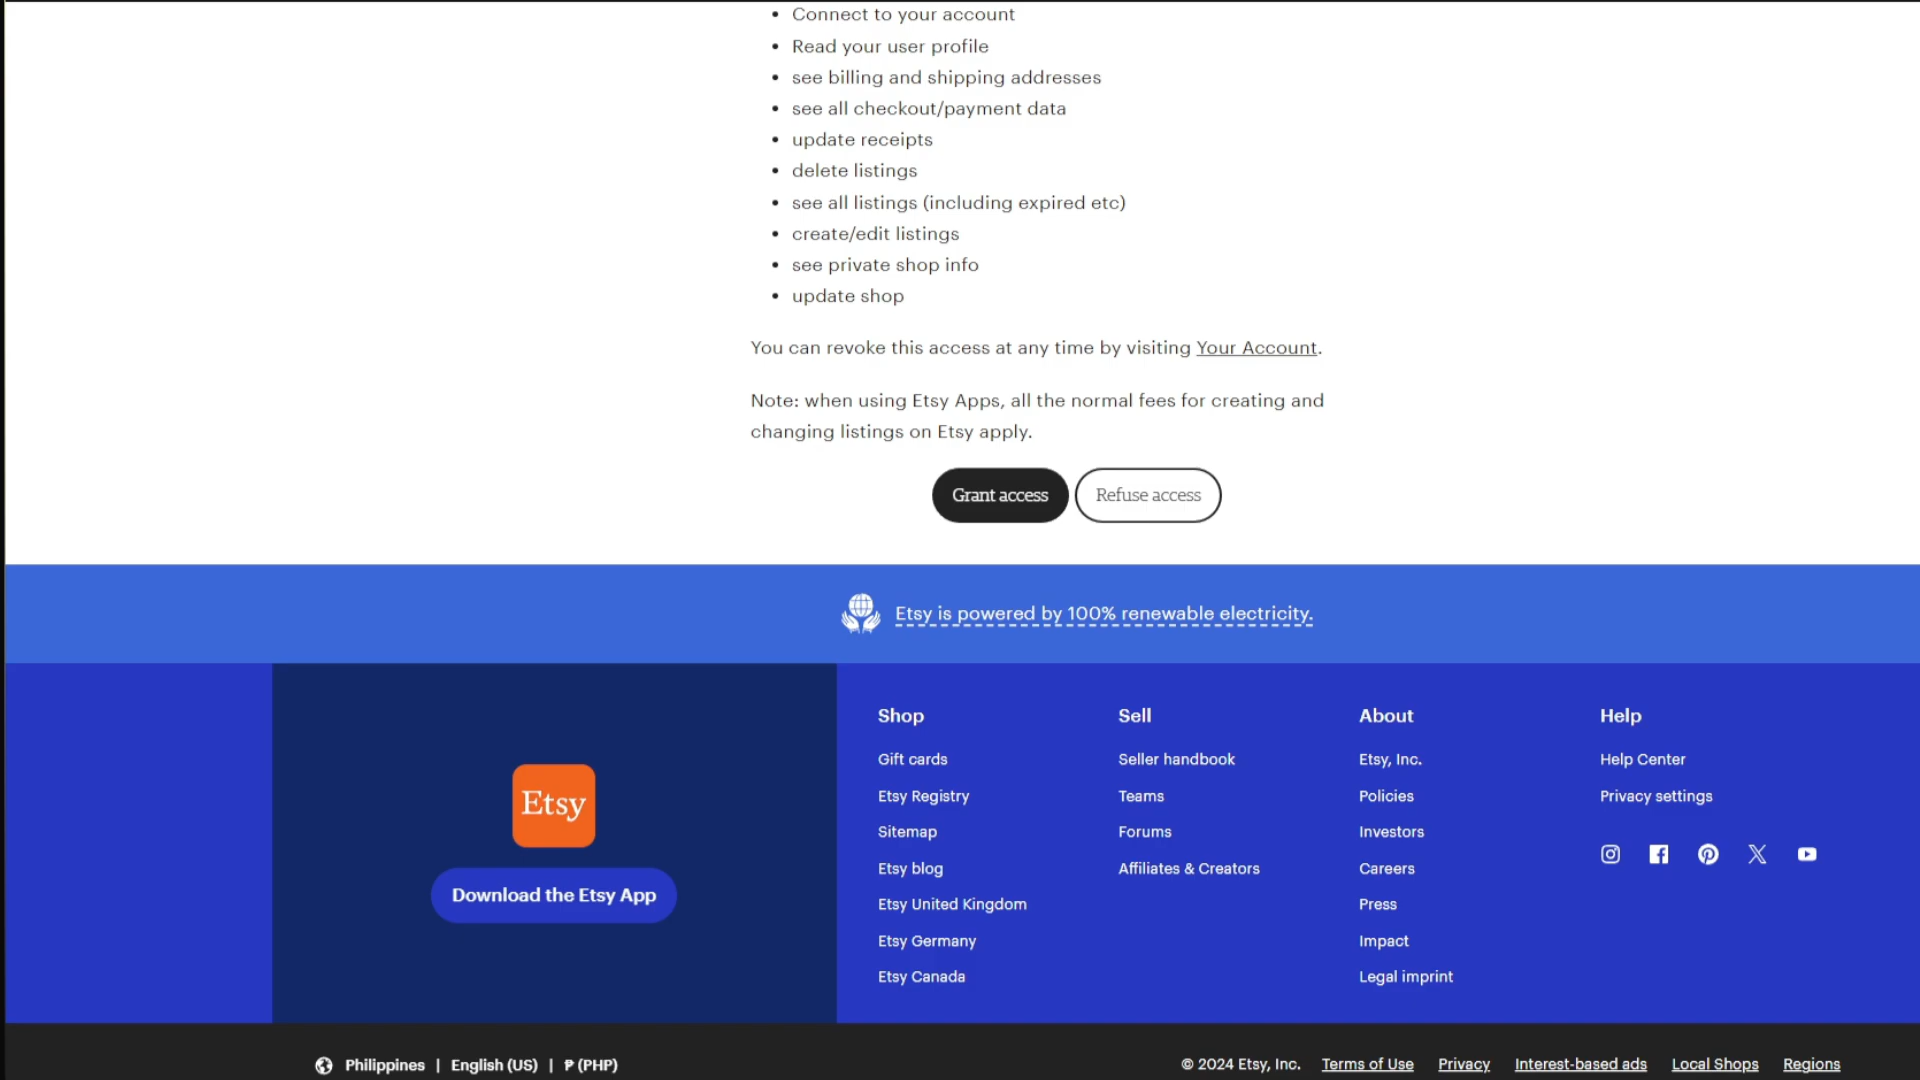 Connect to your account
Read your user profile
see billing and shipping addresses
see all checkout/payment data
update receipts
delete listings
see all listings (including expired etc)
create/edit listings
see private shop info
update shop
You can revoke this access at any time by visiting Your Account.
Note: when using Etsy Apps, all the normal fees for creating and
changing listings on Etsy apply.
Grant access
Refuse access
Etsy is powered by 100% renewable electricity.
Etsy
Download the Etsy App
Shop
Gift cards
Etsy Registry
Sitemap
Etsy blog
Etsy United Kingdom
Etsy Germany
Etsy Canada
Sell
Seller handbook
Teams
Forums
Affiliates & Creators
About
Etsy, Inc.
Policies
Investors
Careers
Press
Impact
Legal imprint
Help
Help Center
Privacy settings
Philippines | English (US) | ₱ (PHP)
© 2024 Etsy, Inc. Terms of Use Privacy Interest-based ads Local Shops Regions